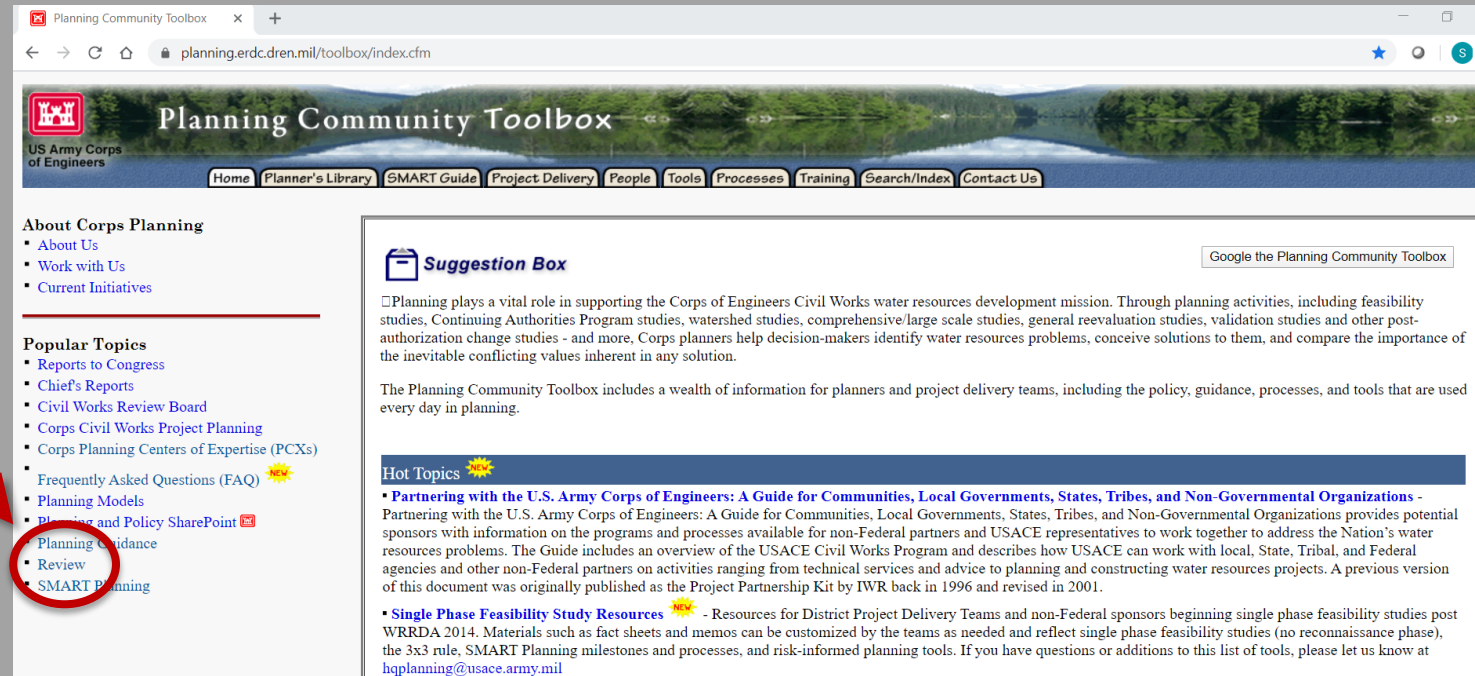 Planning Community Toolbox
planning.erdc.dren.mil/toolbox/index.cfm
S
US Army Corps
of Engineers
Planning Community Toolbox
Home Planner's Library SMART Guide Project Delivery People Tools Processes Training Search/Index Contact Us
About Corps Planning
About Us
Work with Us
Current Initiatives
Popular Topics
Reports to Congress
Chief's Reports
Civil Works Review Board
Corps Civil Works Project Planning
Corps Planning Centers of Expertise (PCXs)
Frequently Asked Questions (FAQ) NEW
Planning Models
Planning and Policy SharePoint
Planning Guidance
Review
SMART Planning
Suggestion Box
Google the Planning Community Toolbox
Planning plays a vital role in supporting the Corps of Engineers Civil Works water resources development mission. Through planning activities, including feasibility
studies, Continuing Authorities Program studies, watershed studies, comprehensive/large scale studies, general reevaluation studies, validation studies and other post-
authorization change studies - and more, Corps planners help decision-makers identify water resources problems, conceive solutions to them, and compare the importance of
the inevitable conflicting values inherent in any solution.
The Planning Community Toolbox includes a wealth of information for planners and project delivery teams, including the policy, guidance, processes, and tools that are used
every day in planning.
Hot Topics NEW
Partnering with the U.S. Army Corps of Engineers: A Guide for Communities, Local Governments, States, Tribes, and Non-Governmental Organizations -
Partnering with the U.S. Army Corps of Engineers: A Guide for Communities, Local Governments, States, Tribes, and Non-Governmental Organizations provides potential
sponsors with information on the programs and processes available for non-Federal partners and USACE representatives to work together to address the Nation's water
resources problems. The Guide includes an overview of the USACE Civil Works Program and describes how USACE can work with local, State, Tribal, and Federal
agencies and other non-Federal partners on activities ranging from technical services and advice to planning and constructing water resources projects. A previous version
of this document was originally published as the Project Partnership Kit by IWR back in 1996 and revised in 2001.
Single Phase Feasibility Study Resources NEW - Resources for District Project Delivery Teams and non-Federal sponsors beginning single phase feasibility studies post
WRRDA 2014. Materials such as fact sheets and memos can be customized by the teams as needed and reflect single phase feasibility studies (no reconnaissance phase),
the 3x3 rule, SMART Planning milestones and processes, and risk-informed planning tools. If you have questions or additions to this list of tools, please let us know at
hqplanning@usace.army.mil